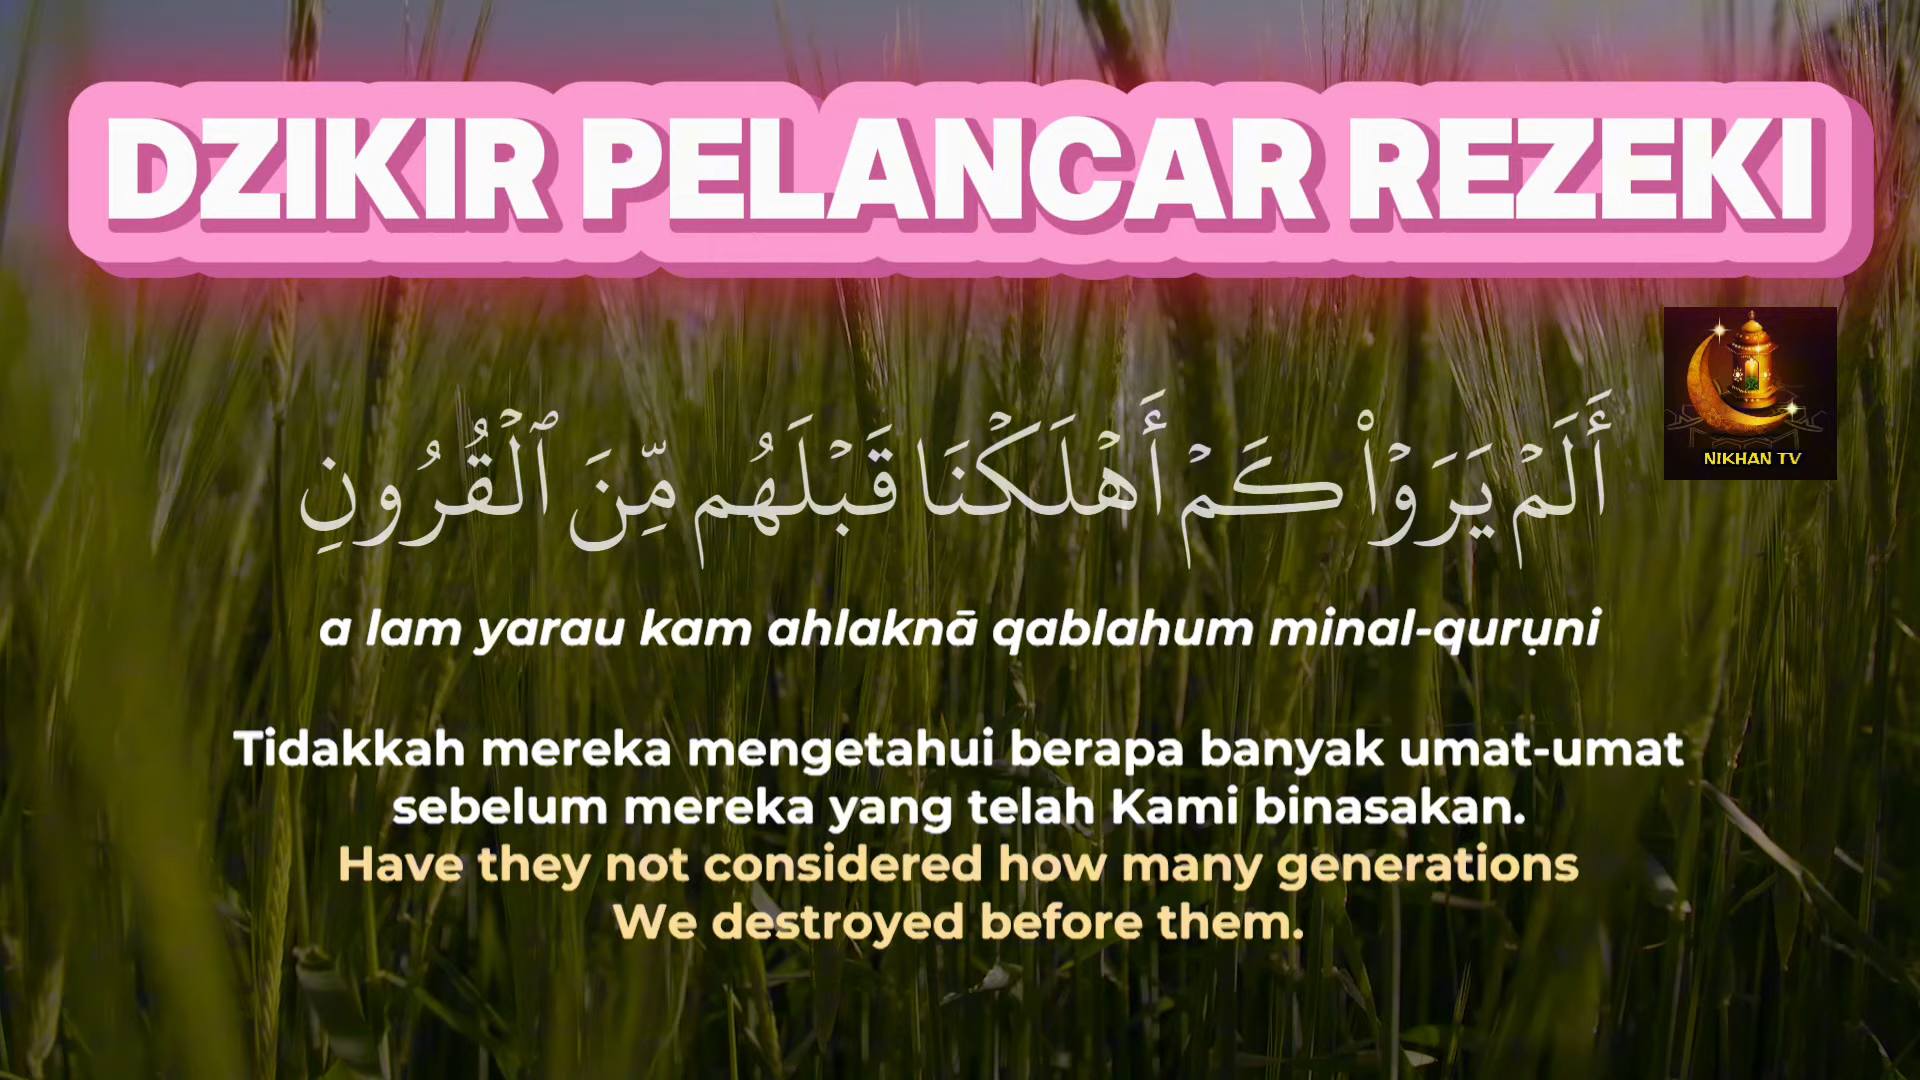 DZIKIR PELANCAR REZEKI
NIKHAN TV
أَلَمۡ يَرَوۡاْ كَمۡ أَهۡلَكۡنَا قَبۡلَهُم مِّنَ ٱلۡقُرُونِ
a lam yarau kam ahlaknā qablahum minal-qurụni
Tidakkah mereka mengetahui berapa banyak umat-umat
sebelum mereka yang telah Kami binasakan.
Have they not considered how many generations
We destroyed before them.